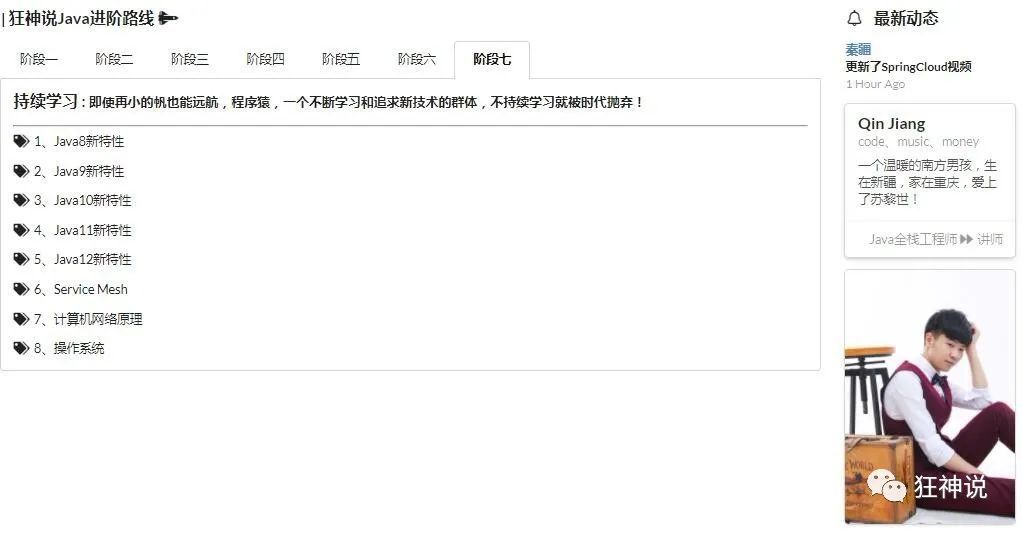 | 狂神说Java进阶路线
阶段一 阶段二 阶段三 阶段四 阶段五 阶段六 阶段七
持续学习 : 即使再小的帆也能远航，程序猿，一个不断学习和追求新技术的群体，不持续学习就被时代抛弃！
1、Java8新特性
2、Java9新特性
3、Java10新特性
4、Java11新特性
5、Java12新特性
6、Service Mesh
7、计算机网络原理
8、操作系统
最新动态
秦疆
更新了SpringCloud视频
1 Hour Ago
Qin Jiang
code、music、money
一个温暖的南方男孩，生
在新疆，家在重庆，爱上
了苏黎世！
Java全栈工程师 讲师
WORLD
狂神说